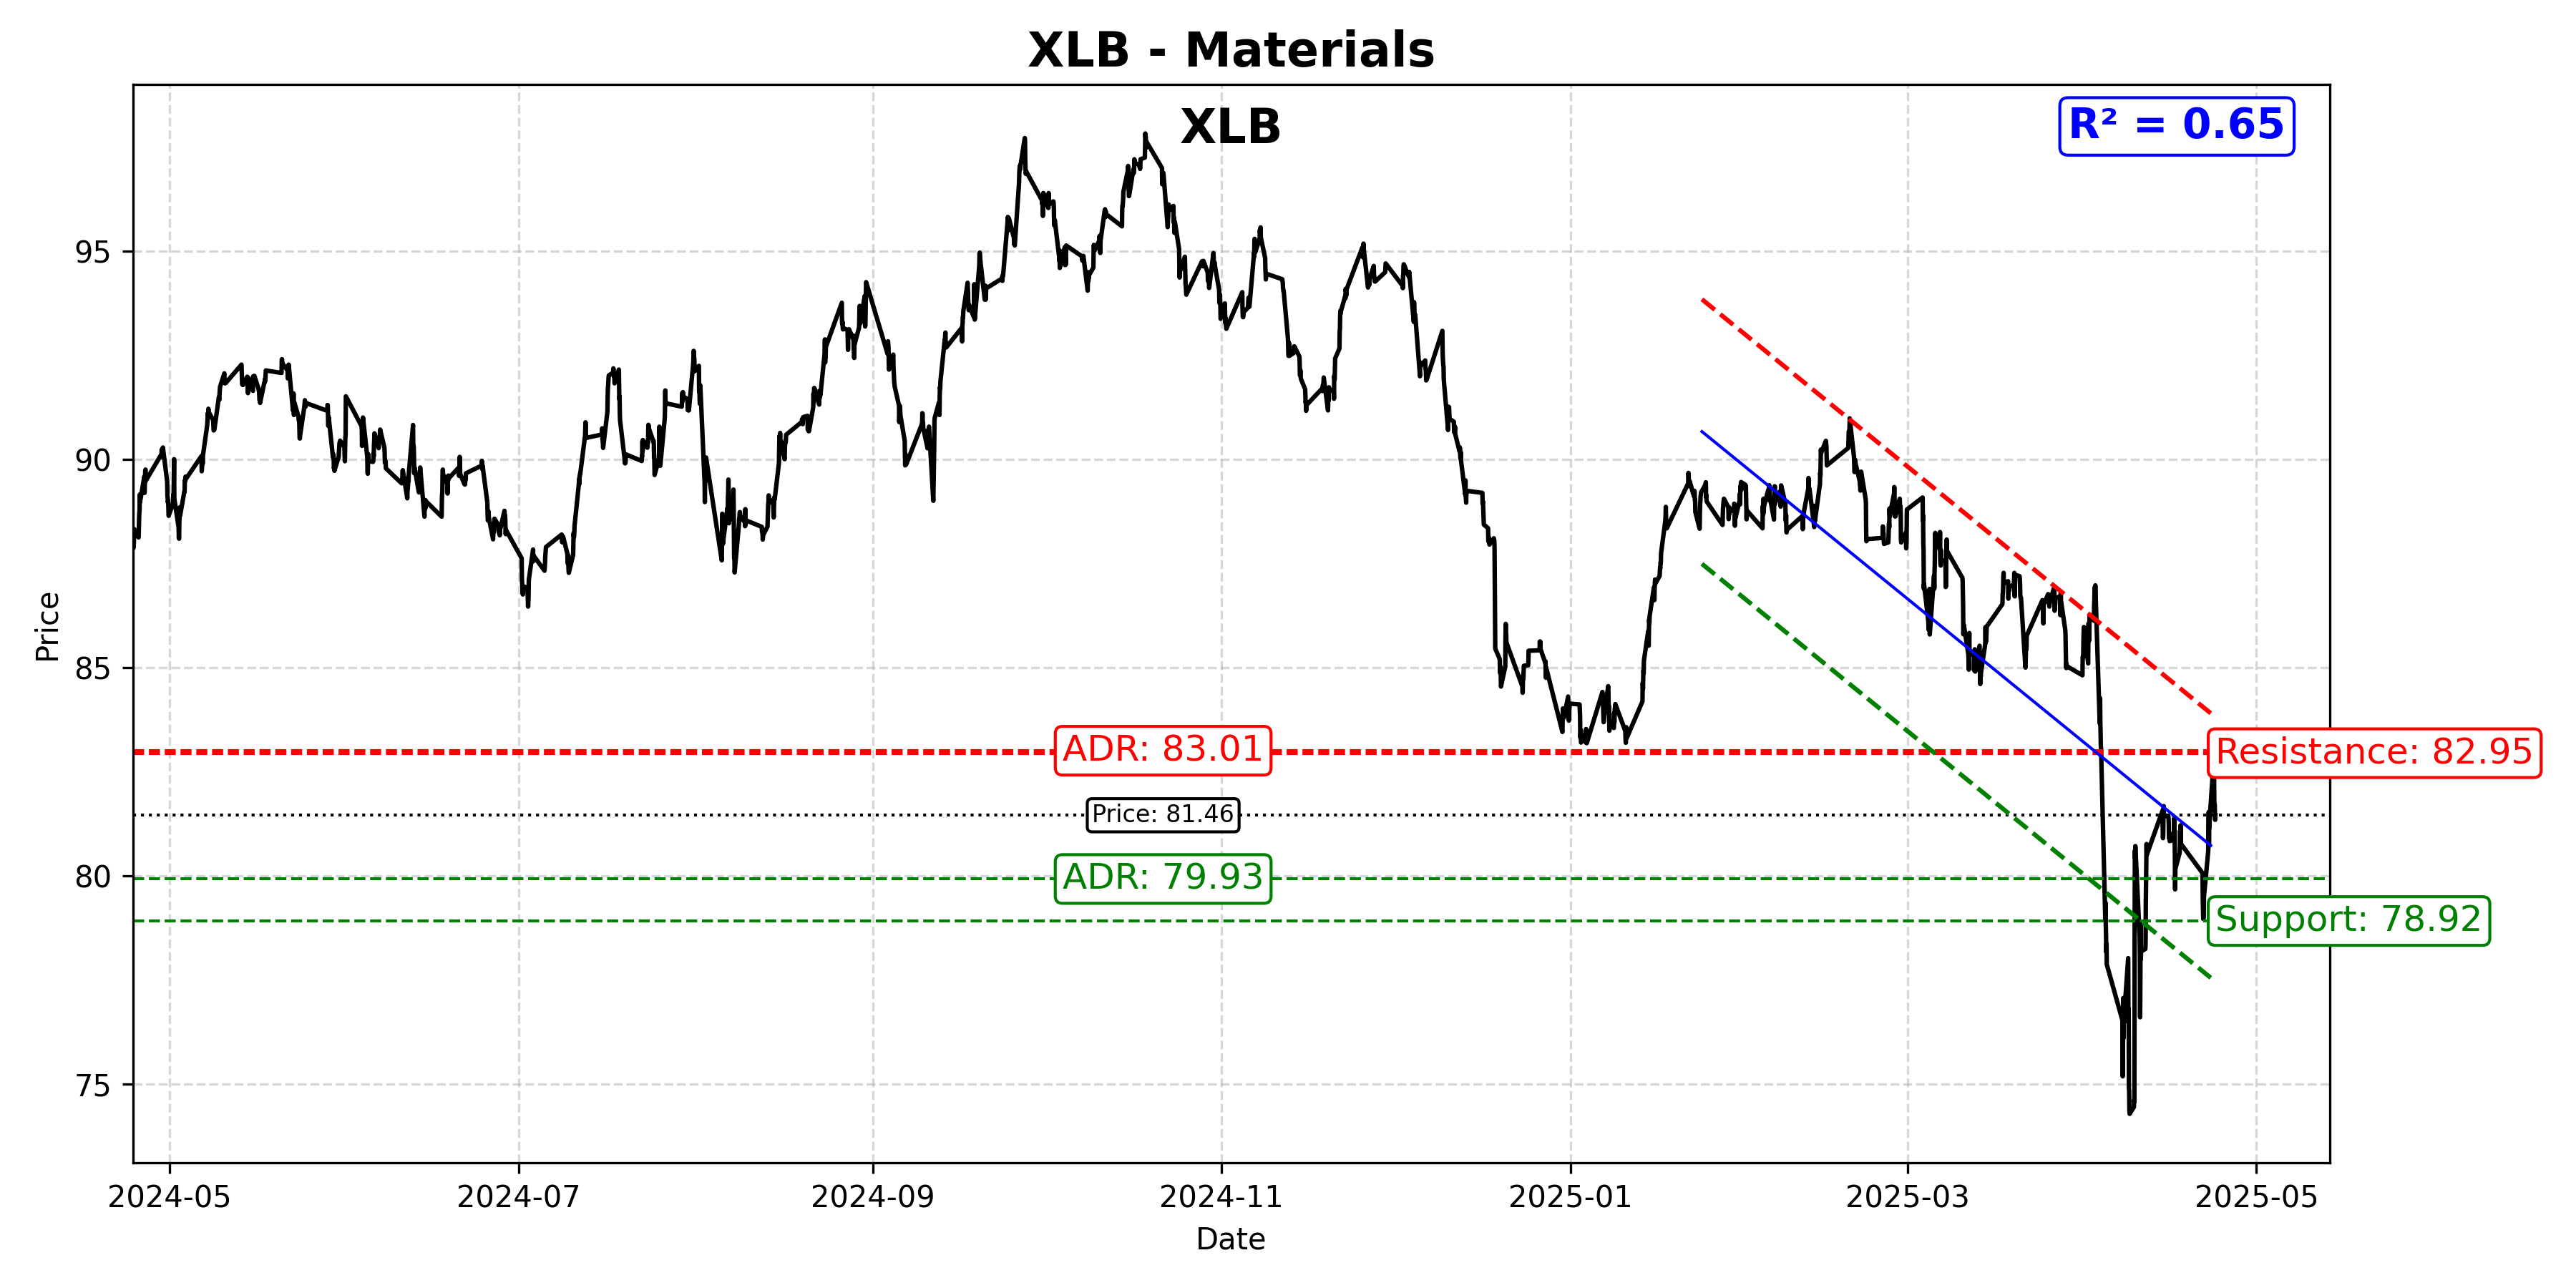 XLB - Materials
XLB
R² = 0.65
95
90
85
80
75
Price
ADR: 83.01
Resistance: 82.95
Price: 81.46
ADR: 79.93
Support: 78.92
2024-05
2024-07
2024-09
2024-11
2025-01
2025-03
2025-05
Date